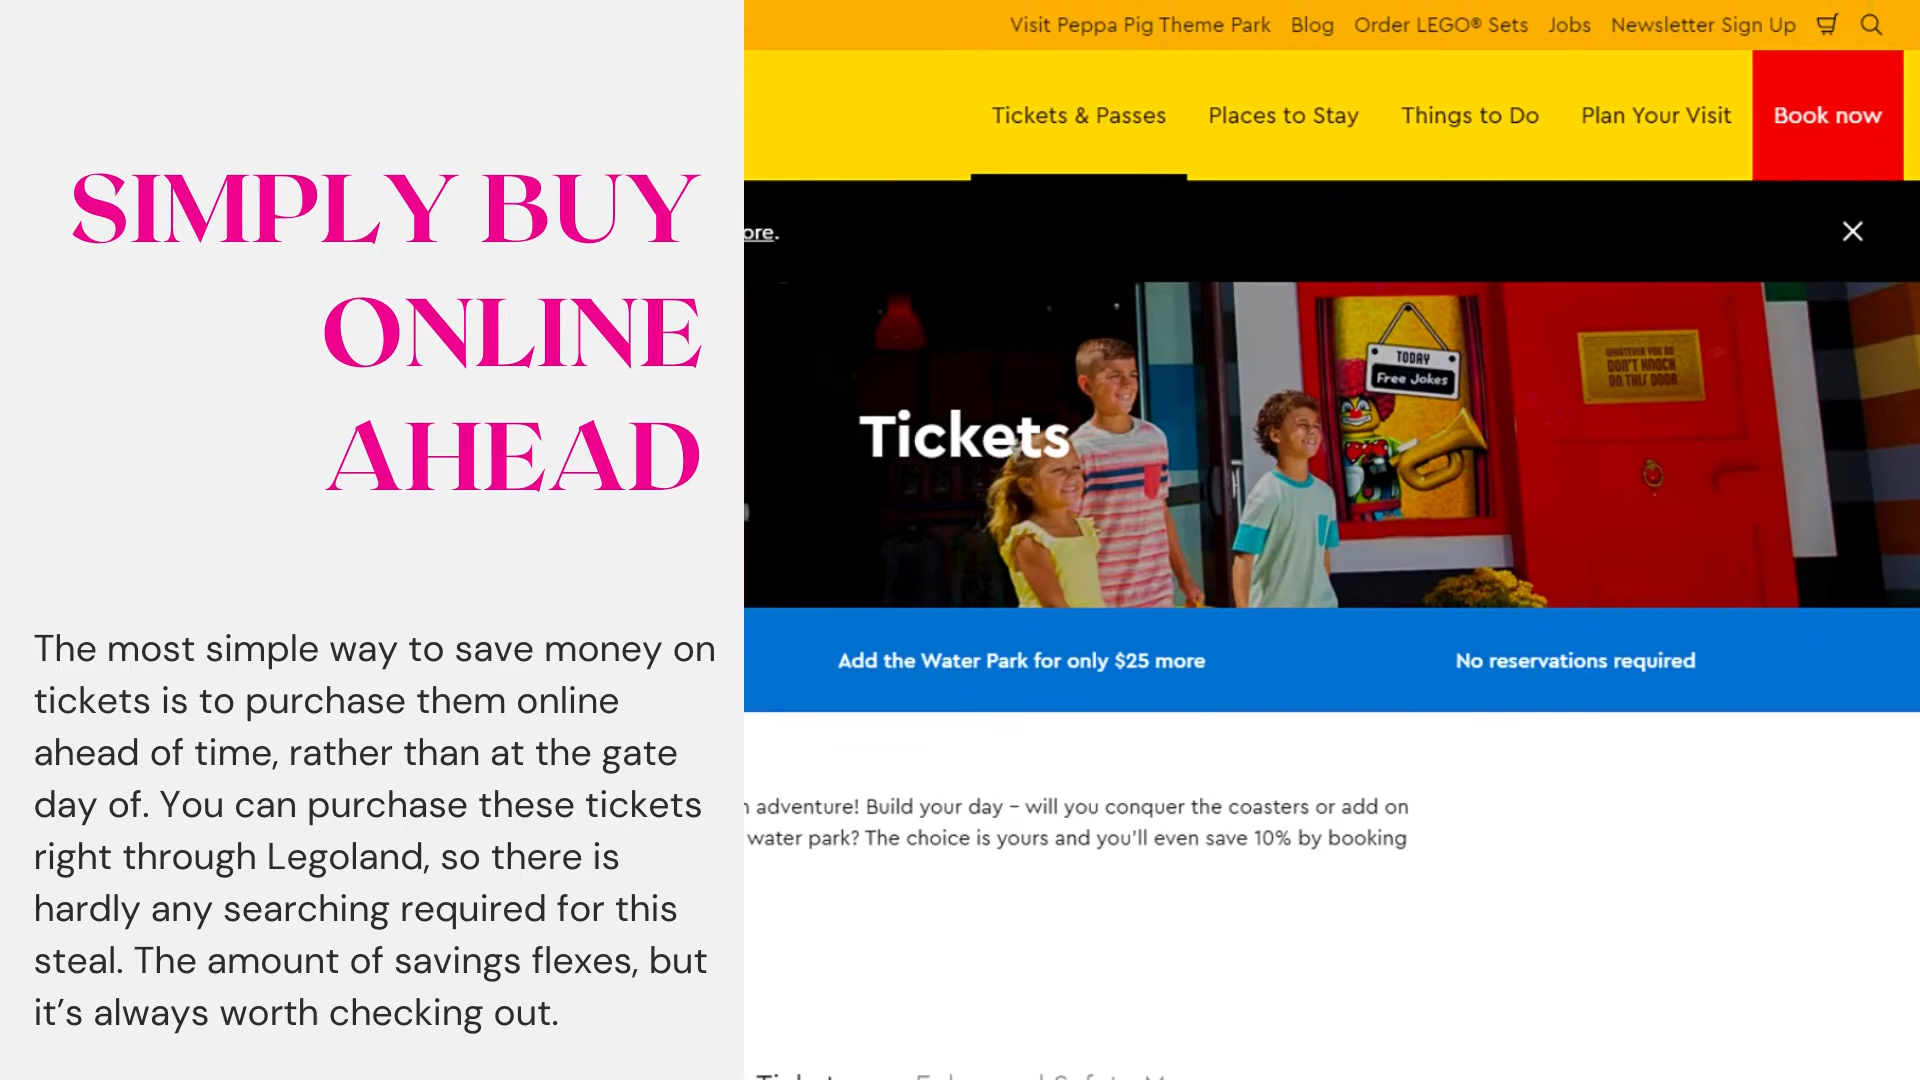 SIMPLY BUY
ONLINE
AHEAD
The most simple way to save money on
tickets is to purchase them online
ahead of time, rather than at the gate
day of. You can purchase these tickets
right through Legoland, so there is
hardly any searching required for this
steal. The amount of savings flexes, but
it’s always worth checking out.
Visit Peppa Pig Theme Park Blog Order LEGO® Sets Jobs Newsletter Sign Up
Tickets & Passes Places to Stay Things to Do Plan Your Visit Book now
ore.
TODAY
Free Jokes
WHATEVER YOU DO
DON'T KNOCK
ON THIS DOOR
Tickets
Add the Water Park for only $25 more
No reservations required
adventure! Build your day – will you conquer the coasters or add on
water park? The choice is yours and you'll even save 10% by booking